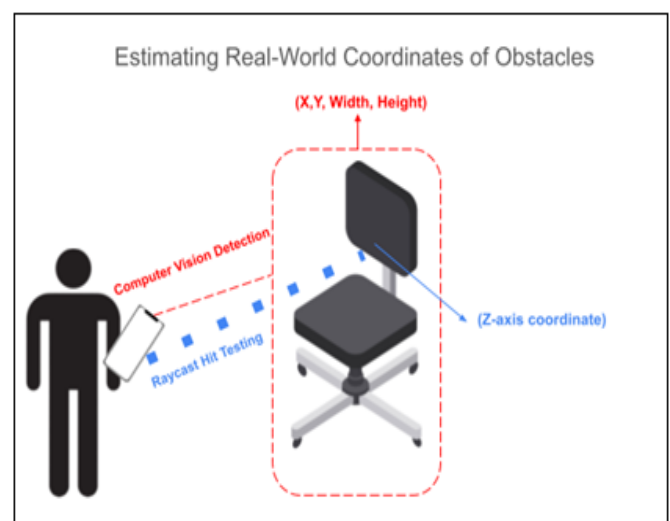 Estimating Real-World Coordinates of Obstacles
(X,Y, Width, Height)
Computer Vision Detection
(Z-axis coordinate)
Raycast Hit Testing